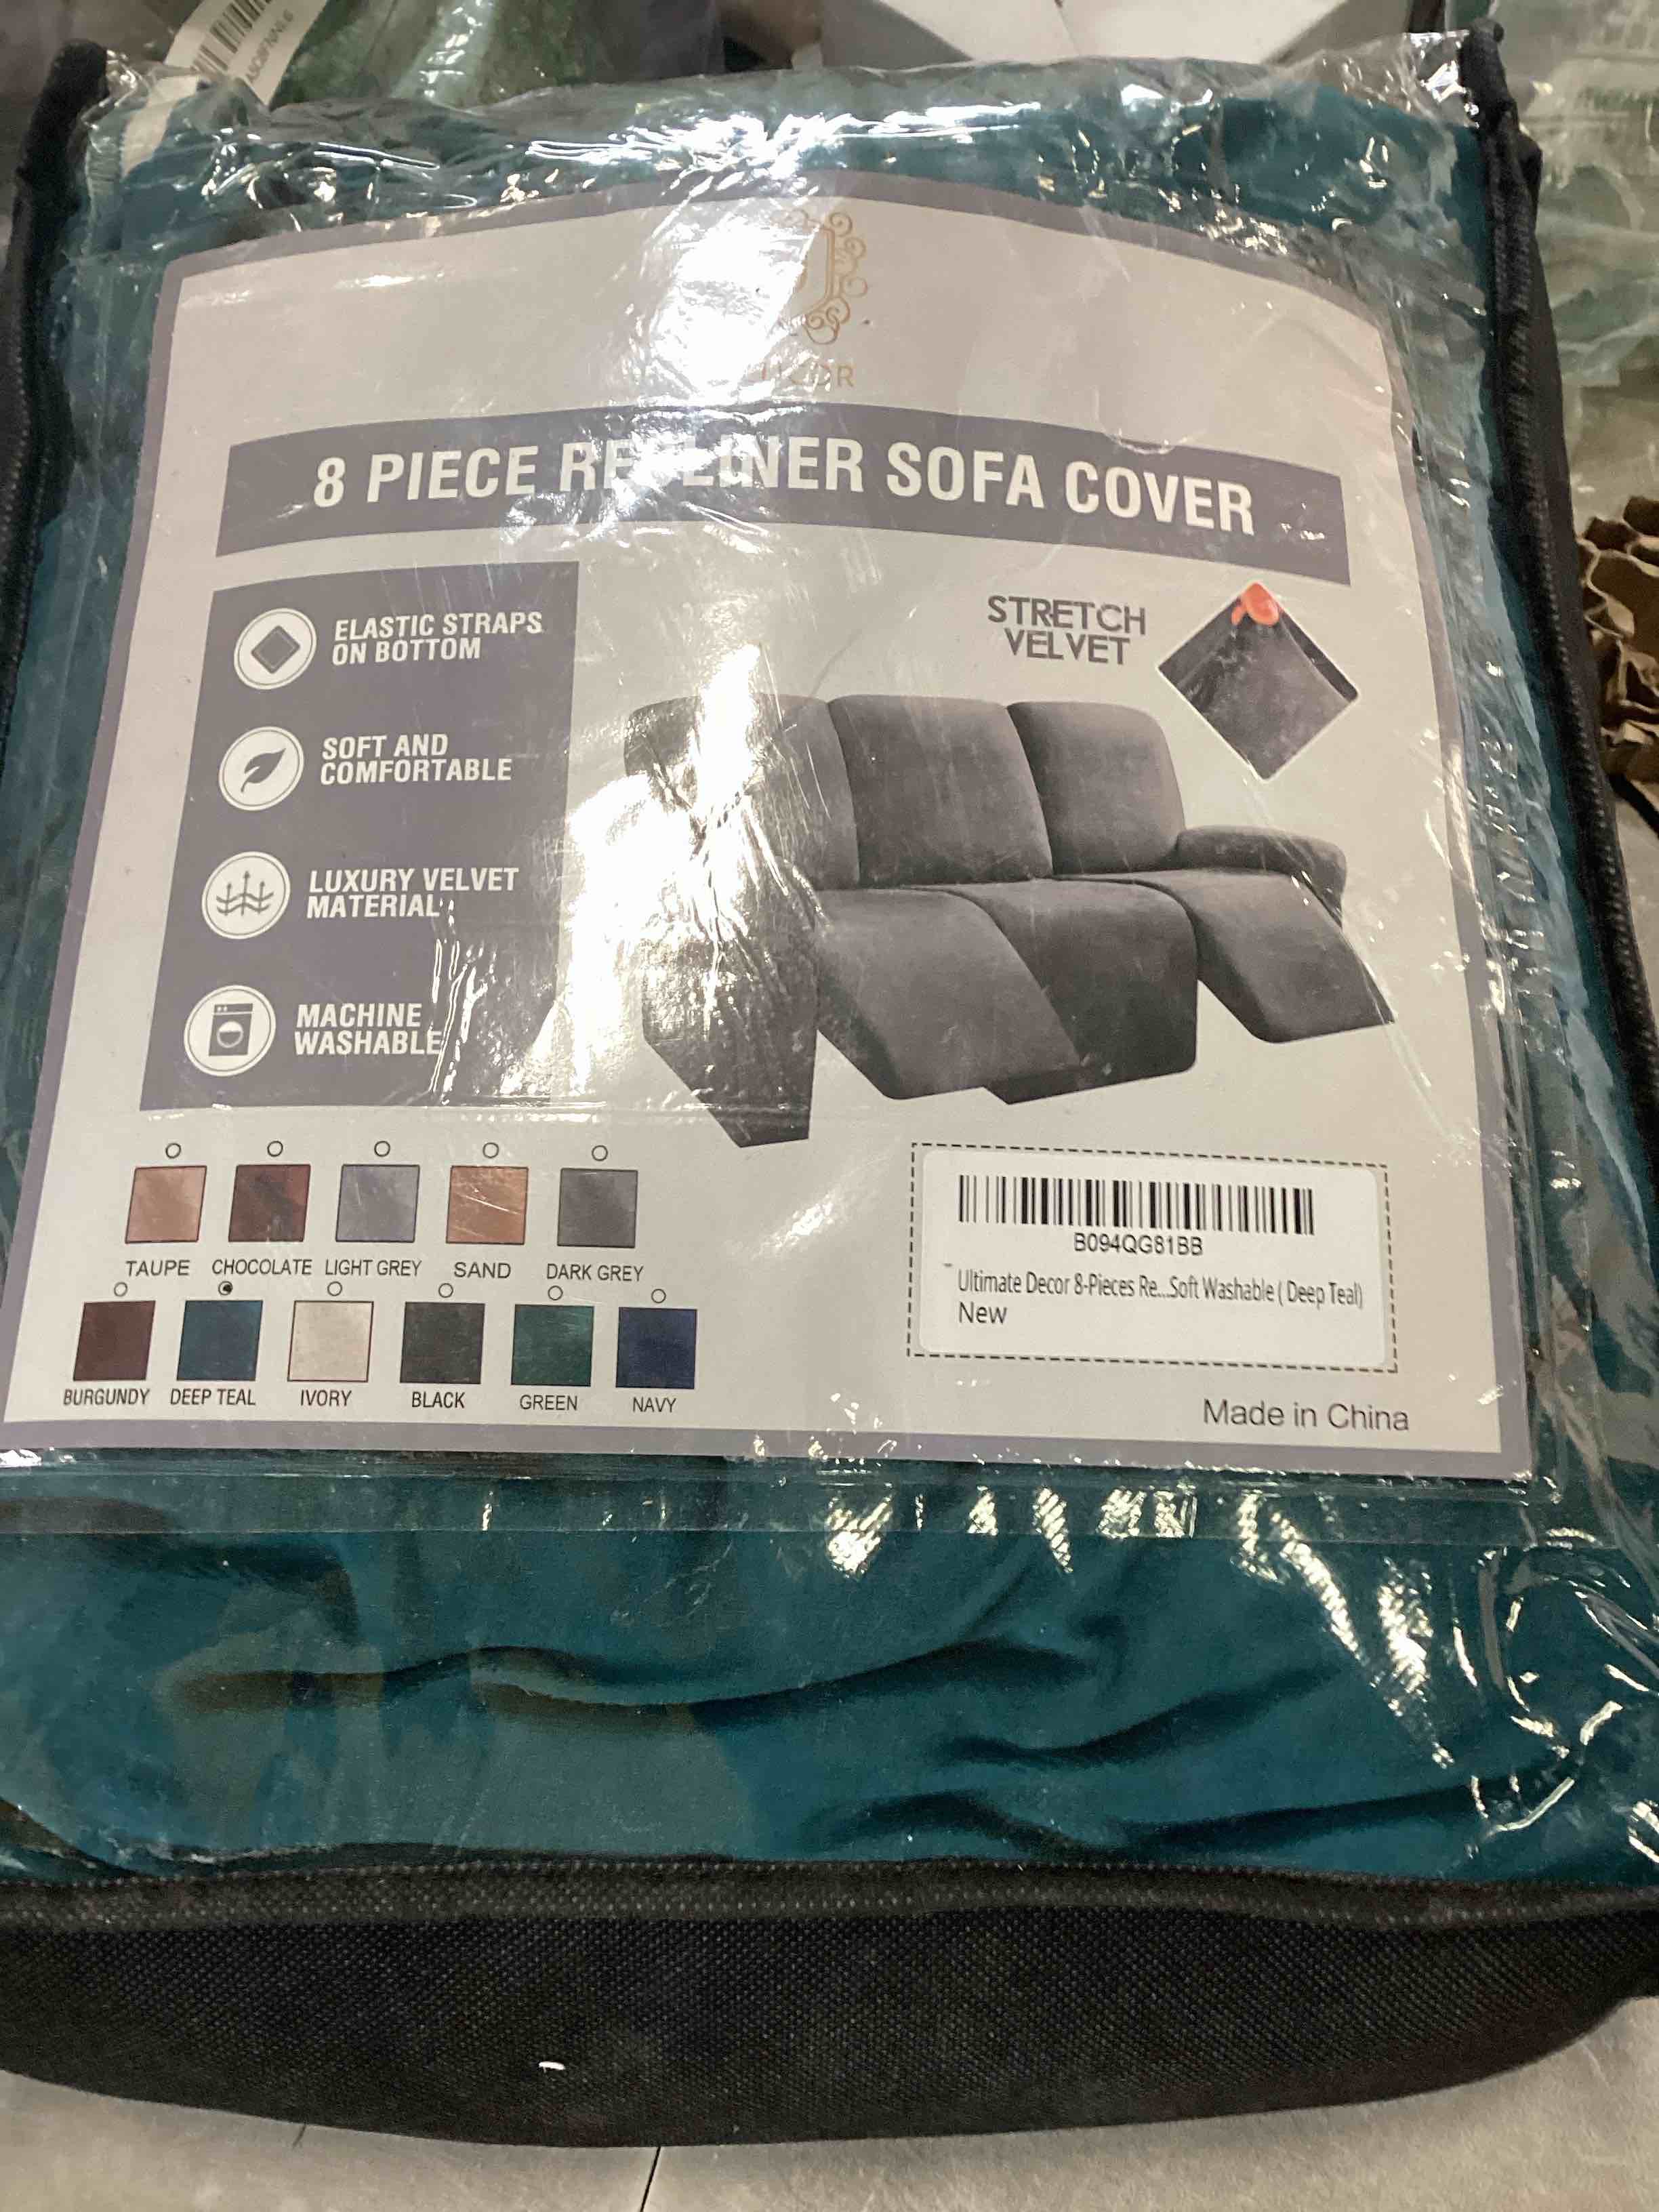 8 PIECE RECLINER SOFA COVER
ELASTIC STRAPS
ON BOTTOM
STRETCH
VELVET
SOFT AND
COMFORTABLE
LUXURY VELVET
MATERIAL
MACHINE
WASHABLE
TAUPE CHOCOLATE LIGHT GREY SAND DARK GREY
BURGUNDY DEEP TEAL IVORY BLACK GREEN NAVY
B094QG81BB
Ultimate Decor 8-Pieces Re...Soft Washable ( Deep Teal)
New
Made in China